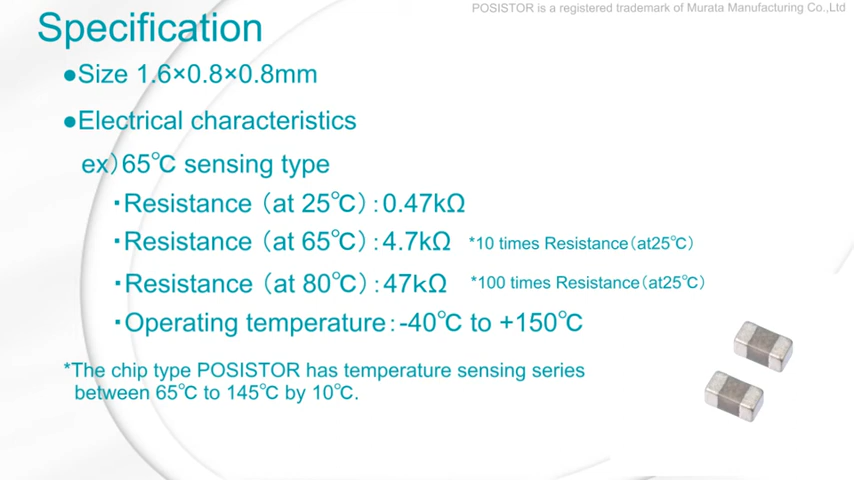 POSISTOR is a registered trademark of Murata Manufacturing Co.,Ltd
Specification
●Size 1.6×0.8×0.8mm
●Electrical characteristics
ex）65℃ sensing type
・Resistance（at 25℃）：0.47kΩ
・Resistance（at 65℃）：4.7kΩ *10 times Resistance（at25℃）
・Resistance（at 80℃）：47kΩ *100 times Resistance（at25℃）
・Operating temperature：-40℃ to +150℃
*The chip type POSISTOR has temperature sensing series
between 65℃ to 145℃ by 10℃.